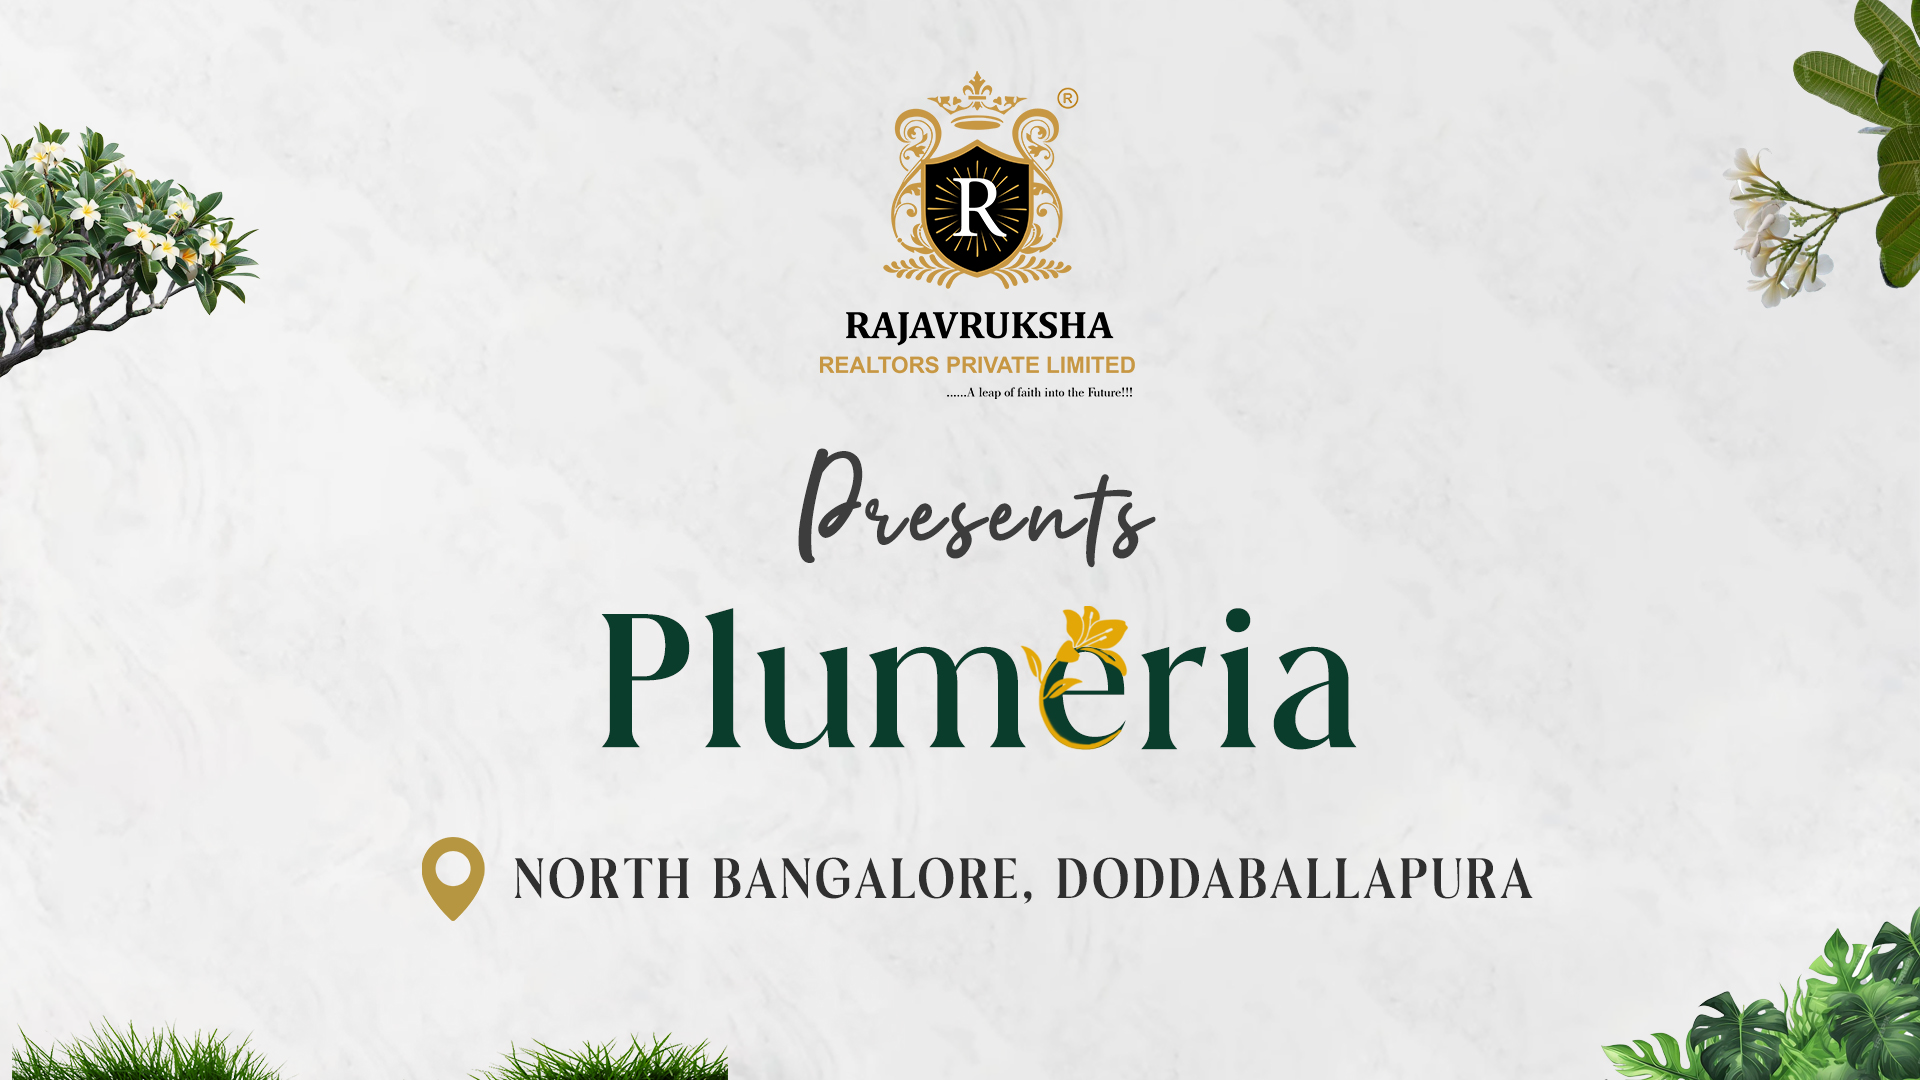 ®
R
RAJAVRUKSHA
REALTORS PRIVATE LIMITED
......A leap of faith into the Future!!!
Presents
Plumeria
NORTH BANGALORE, DODDABALLAPURA